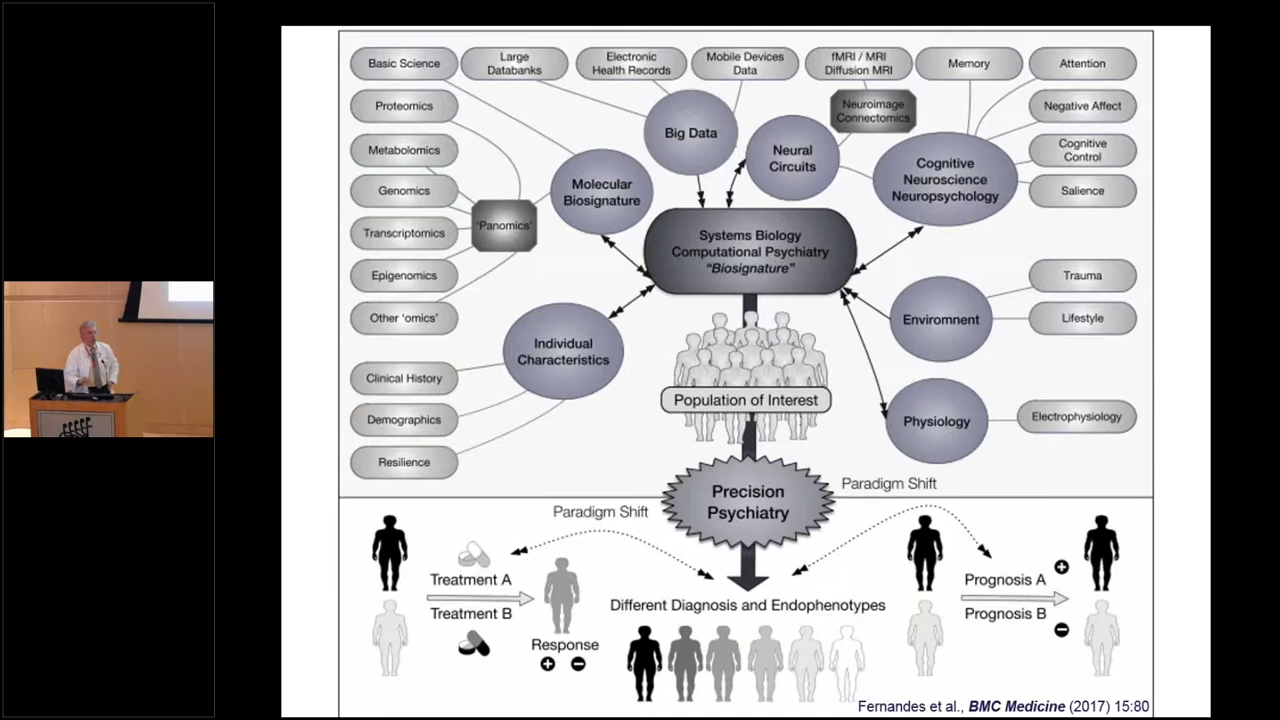 Basic Science
Large
Databanks
Electronic
Health Records
Mobile Devices
Data
fMRI / MRI
Diffusion MRI
Memory
Attention
Proteomics
Metabolomics
Genomics
Transcriptomics
Epigenomics
Other ‘omics’
‘Panomics’
Molecular
Biosignature
Big Data
Neural
Circuits
Neuroimage
Connectomics
Cognitive
Neuroscience
Neuropsychology
Negative Affect
Cognitive
Control
Salience
Systems Biology
Computational Psychiatry
“Biosignature”
Individual
Characteristics
Clinical History
Demographics
Resilience
Enviromnent
Trauma
Lifestyle
Physiology
Electrophysiology
Population of Interest
Precision
Psychiatry
Paradigm Shift
Paradigm Shift
Treatment A
Treatment B
Response
Different Diagnosis and Endophenotypes
Prognosis A
Prognosis B
Fernandes et al., BMC Medicine (2017) 15:80